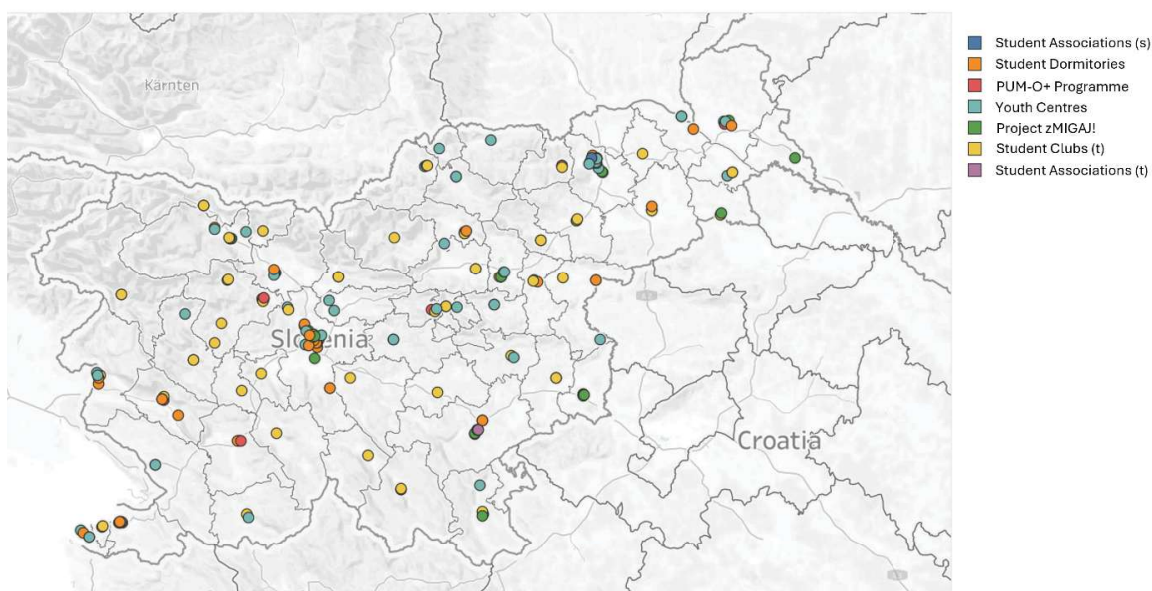 Kärnten
Slovenia
Croatia
Student Associations (s)
Student Dormitories
PUM-O+ Programme
Youth Centres
Project zMIGAJ!
Student Clubs (t)
Student Associations (t)